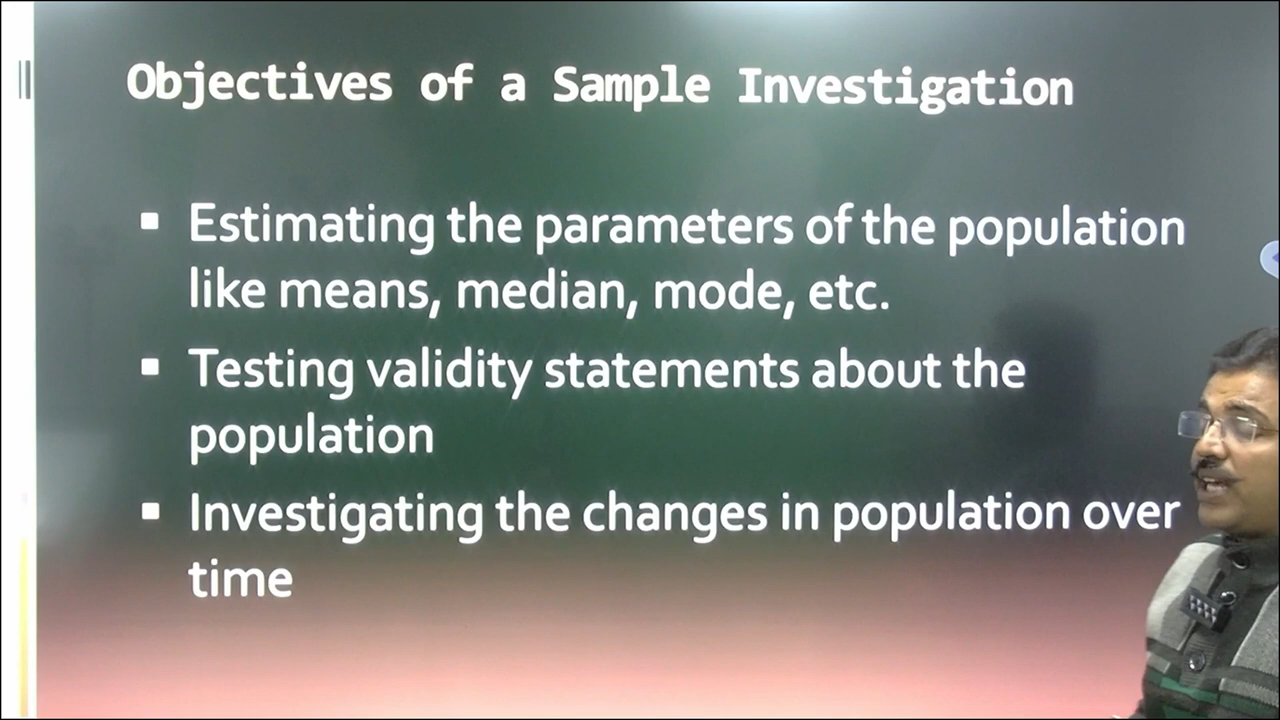 Objectives of a Sample Investigation
▪ Estimating the parameters of the population
like means, median, mode, etc.
▪ Testing validity statements about the
population
▪ Investigating the changes in population over
time